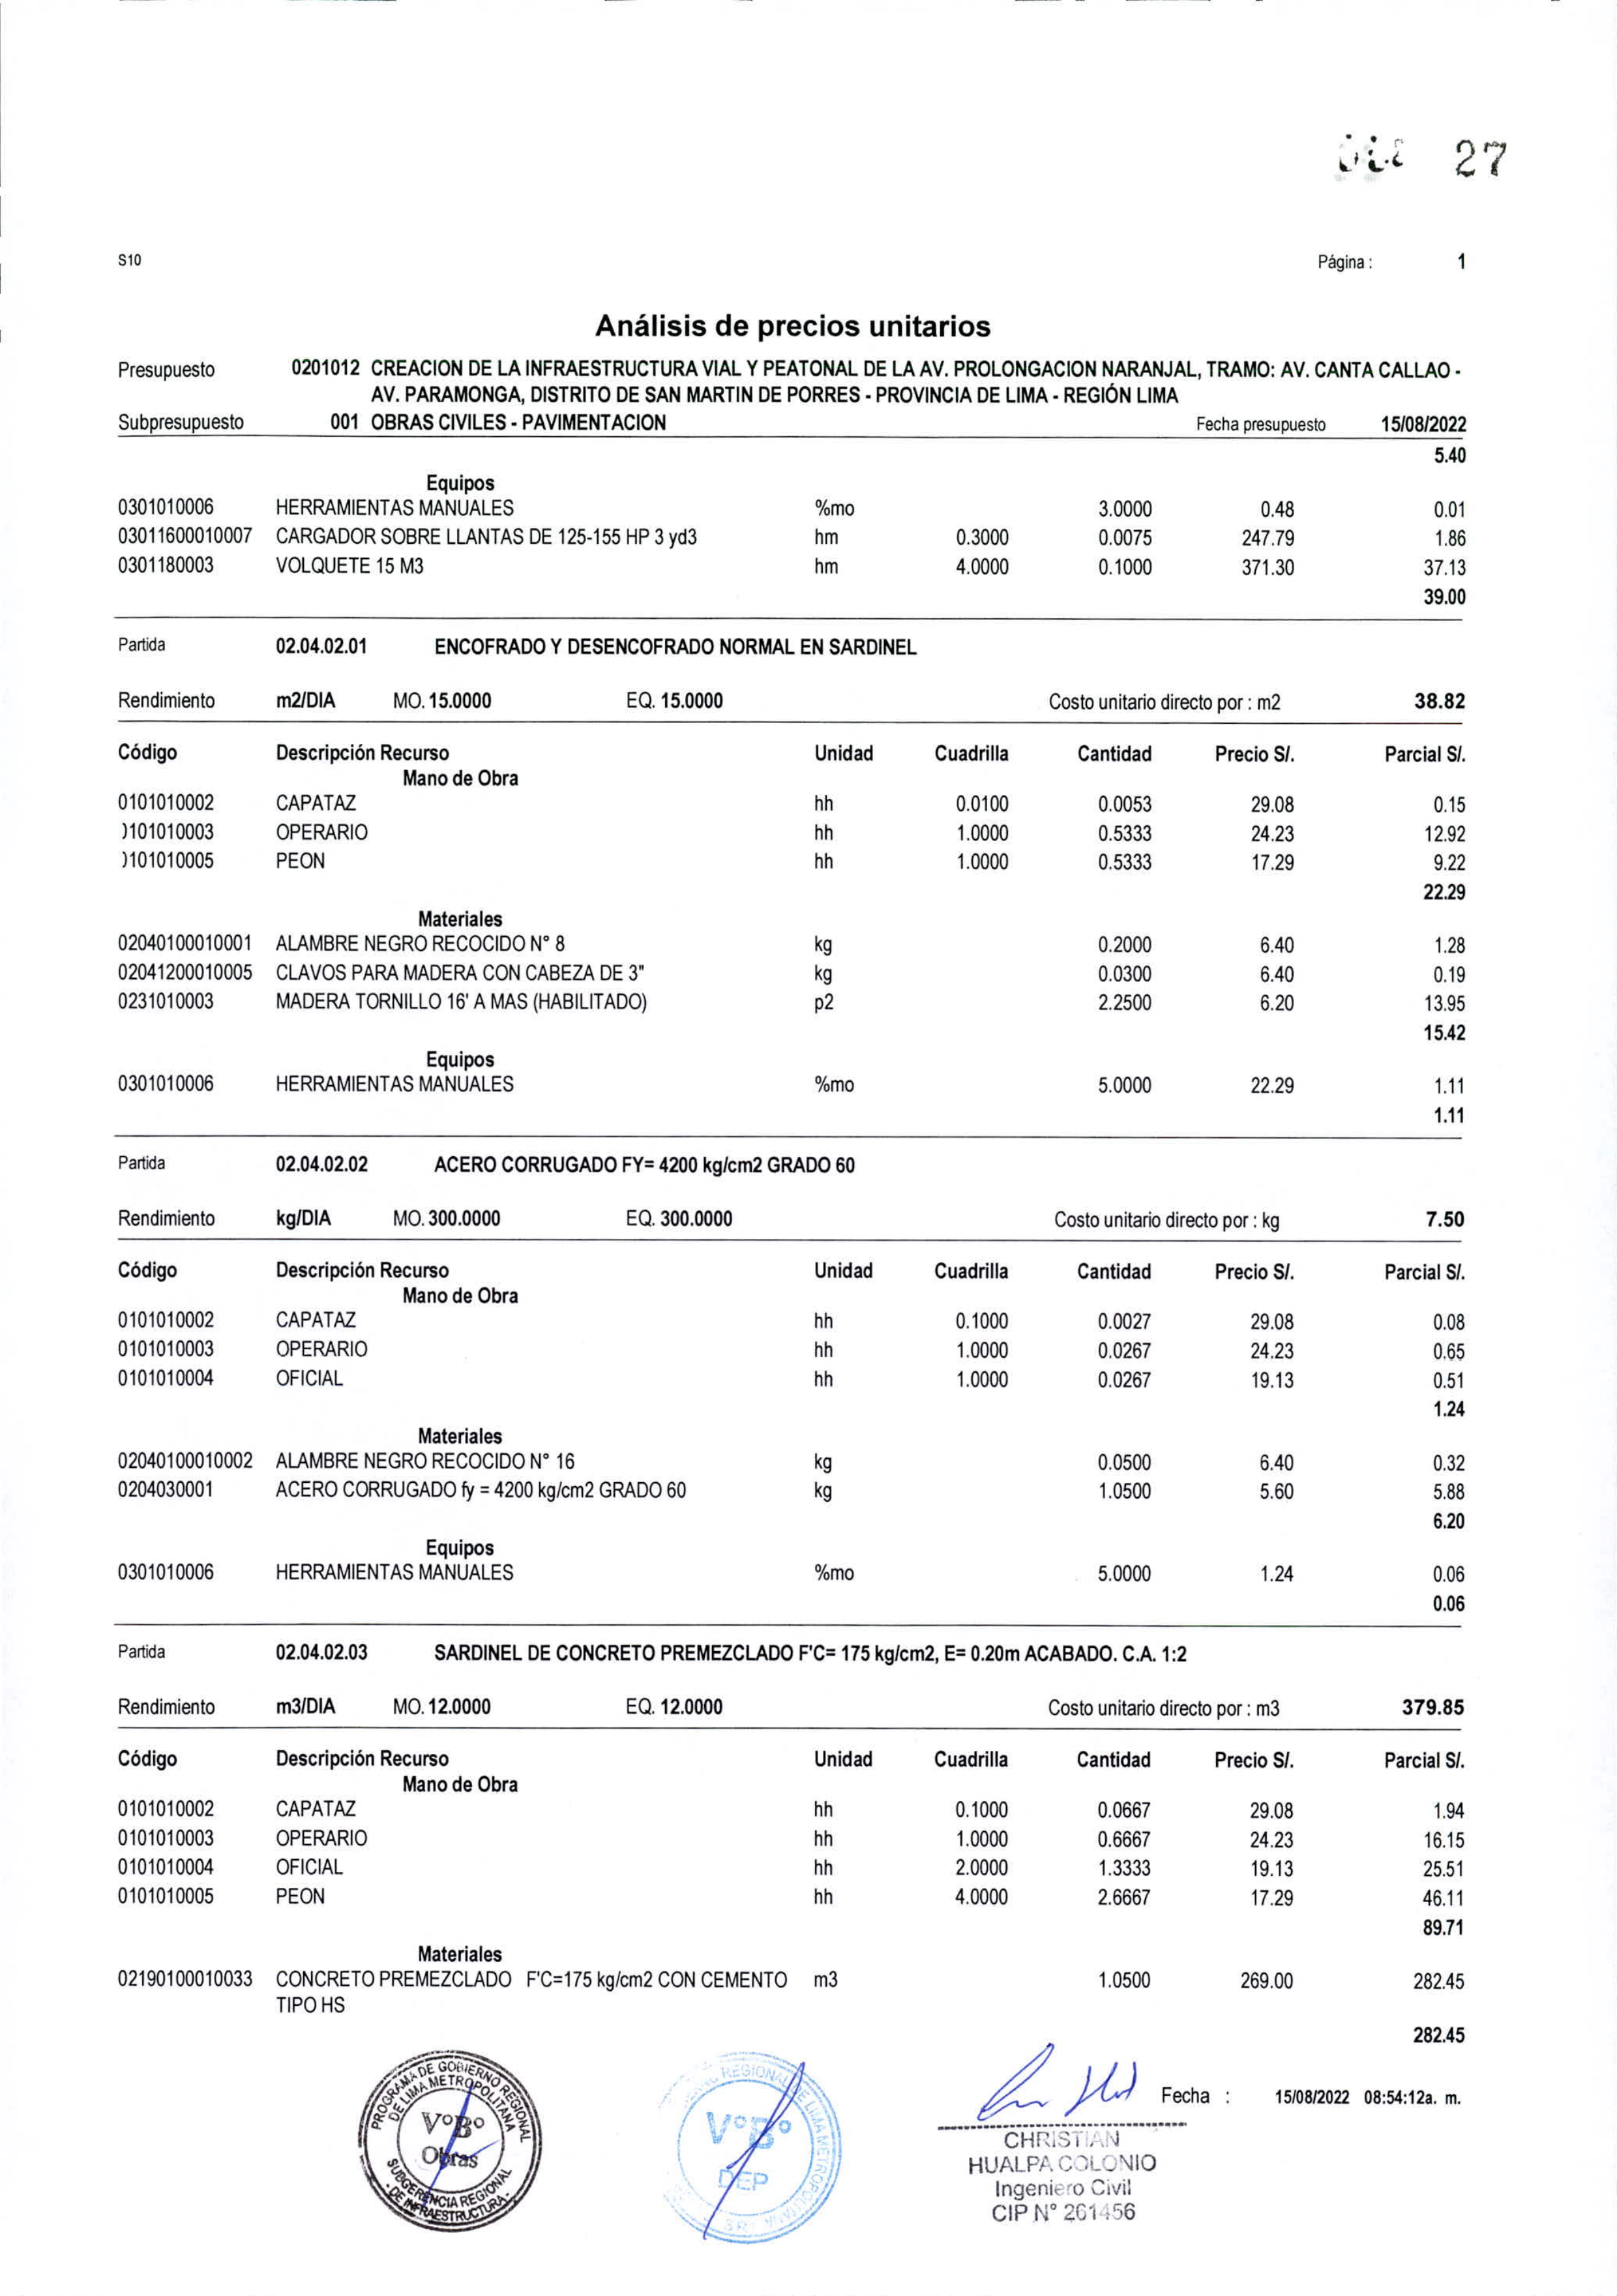 27
S10 Página : 1
Análisis de precios unitarios
Presupuesto 0201012 CREACION DE LA INFRAESTRUCTURA VIAL Y PEATONAL DE LA AV. PROLONGACION NARANJAL, TRAMO: AV. CANTA CALLAO -
AV. PARAMONGA, DISTRITO DE SAN MARTIN DE PORRES - PROVINCIA DE LIMA - REGIÓN LIMA
Subpresupuesto 001 OBRAS CIVILES - PAVIMENTACION Fecha presupuesto 15/08/2022
5.40
Equipos
0301010006 HERRAMIENTAS MANUALES %mo 3.0000 0.48 0.01
03011600010007 CARGADOR SOBRE LLANTAS DE 125-155 HP 3 yd3 hm 0.3000 0.0075 247.79 1.86
0301180003 VOLQUETE 15 M3 hm 4.0000 0.1000 371.30 37.13
39.00
Partida 02.04.02.01 ENCOFRADO Y DESENCOFRADO NORMAL EN SARDINEL
Rendimiento m2/DIA MO. 15.0000 EQ. 15.0000 Costo unitario directo por : m2 38.82
Código Descripción Recurso Unidad Cuadrilla Cantidad Precio S/. Parcial S/.
Mano de Obra
0101010002 CAPATAZ hh 0.0100 0.0053 29.08 0.15
)101010003 OPERARIO hh 1.0000 0.5333 24.23 12.92
)101010005 PEON hh 1.0000 0.5333 17.29 9.22
22.29
Materiales
02040100010001 ALAMBRE NEGRO RECOCIDO N° 8 kg 0.2000 6.40 1.28
02041200010005 CLAVOS PARA MADERA CON CABEZA DE 3" kg 0.0300 6.40 0.19
0231010003 MADERA TORNILLO 16' A MAS (HABILITADO) p2 2.2500 6.20 13.95
15.42
Equipos
0301010006 HERRAMIENTAS MANUALES %mo 5.0000 22.29 1.11
1.11
Partida 02.04.02.02 ACERO CORRUGADO FY= 4200 kg/cm2 GRADO 60
Rendimiento kg/DIA MO. 300.0000 EQ. 300.0000 Costo unitario directo por : kg 7.50
Código Descripción Recurso Unidad Cuadrilla Cantidad Precio S/. Parcial S/.
Mano de Obra
0101010002 CAPATAZ hh 0.1000 0.0027 29.08 0.08
0101010003 OPERARIO hh 1.0000 0.0267 24.23 0.65
0101010004 OFICIAL hh 1.0000 0.0267 19.13 0.51
1.24
Materiales
02040100010002 ALAMBRE NEGRO RECOCIDO N° 16 kg 0.0500 6.40 0.32
0204030001 ACERO CORRUGADO fy = 4200 kg/cm2 GRADO 60 kg 1.0500 5.60 5.88
6.20
Equipos
0301010006 HERRAMIENTAS MANUALES %mo 5.0000 1.24 0.06
0.06
Partida 02.04.02.03 SARDINEL DE CONCRETO PREMEZCLADO F'C= 175 kg/cm2, E= 0.20m ACABADO. C.A. 1:2
Rendimiento m3/DIA MO. 12.0000 EQ. 12.0000 Costo unitario directo por : m3 379.85
Código Descripción Recurso Unidad Cuadrilla Cantidad Precio S/. Parcial S/.
Mano de Obra
0101010002 CAPATAZ hh 0.1000 0.0667 29.08 1.94
0101010003 OPERARIO hh 1.0000 0.6667 24.23 16.15
0101010004 OFICIAL hh 2.0000 1.3333 19.13 25.51
0101010005 PEON hh 4.0000 2.6667 17.29 46.11
89.71
Materiales
02190100010033 CONCRETO PREMEZCLADO F'C=175 kg/cm2 CON CEMENTO m3 1.0500 269.00 282.45
TIPO HS
282.45
PROGRAMA DE GOBIERNO REGIONAL
DE LIMA METROPOLITANA
V°B°
Obras
SUBGERENCIA REGIONAL
DE INFRAESTRUCTURA
REGIONAL DE LIMA METROPOLITANA
V°B°
DEP
Fecha : 15/08/2022 08:54:12a. m.
CHRISTIAN
HUALPA COLONIO
Ingeniero Civil
CIP N° 261456